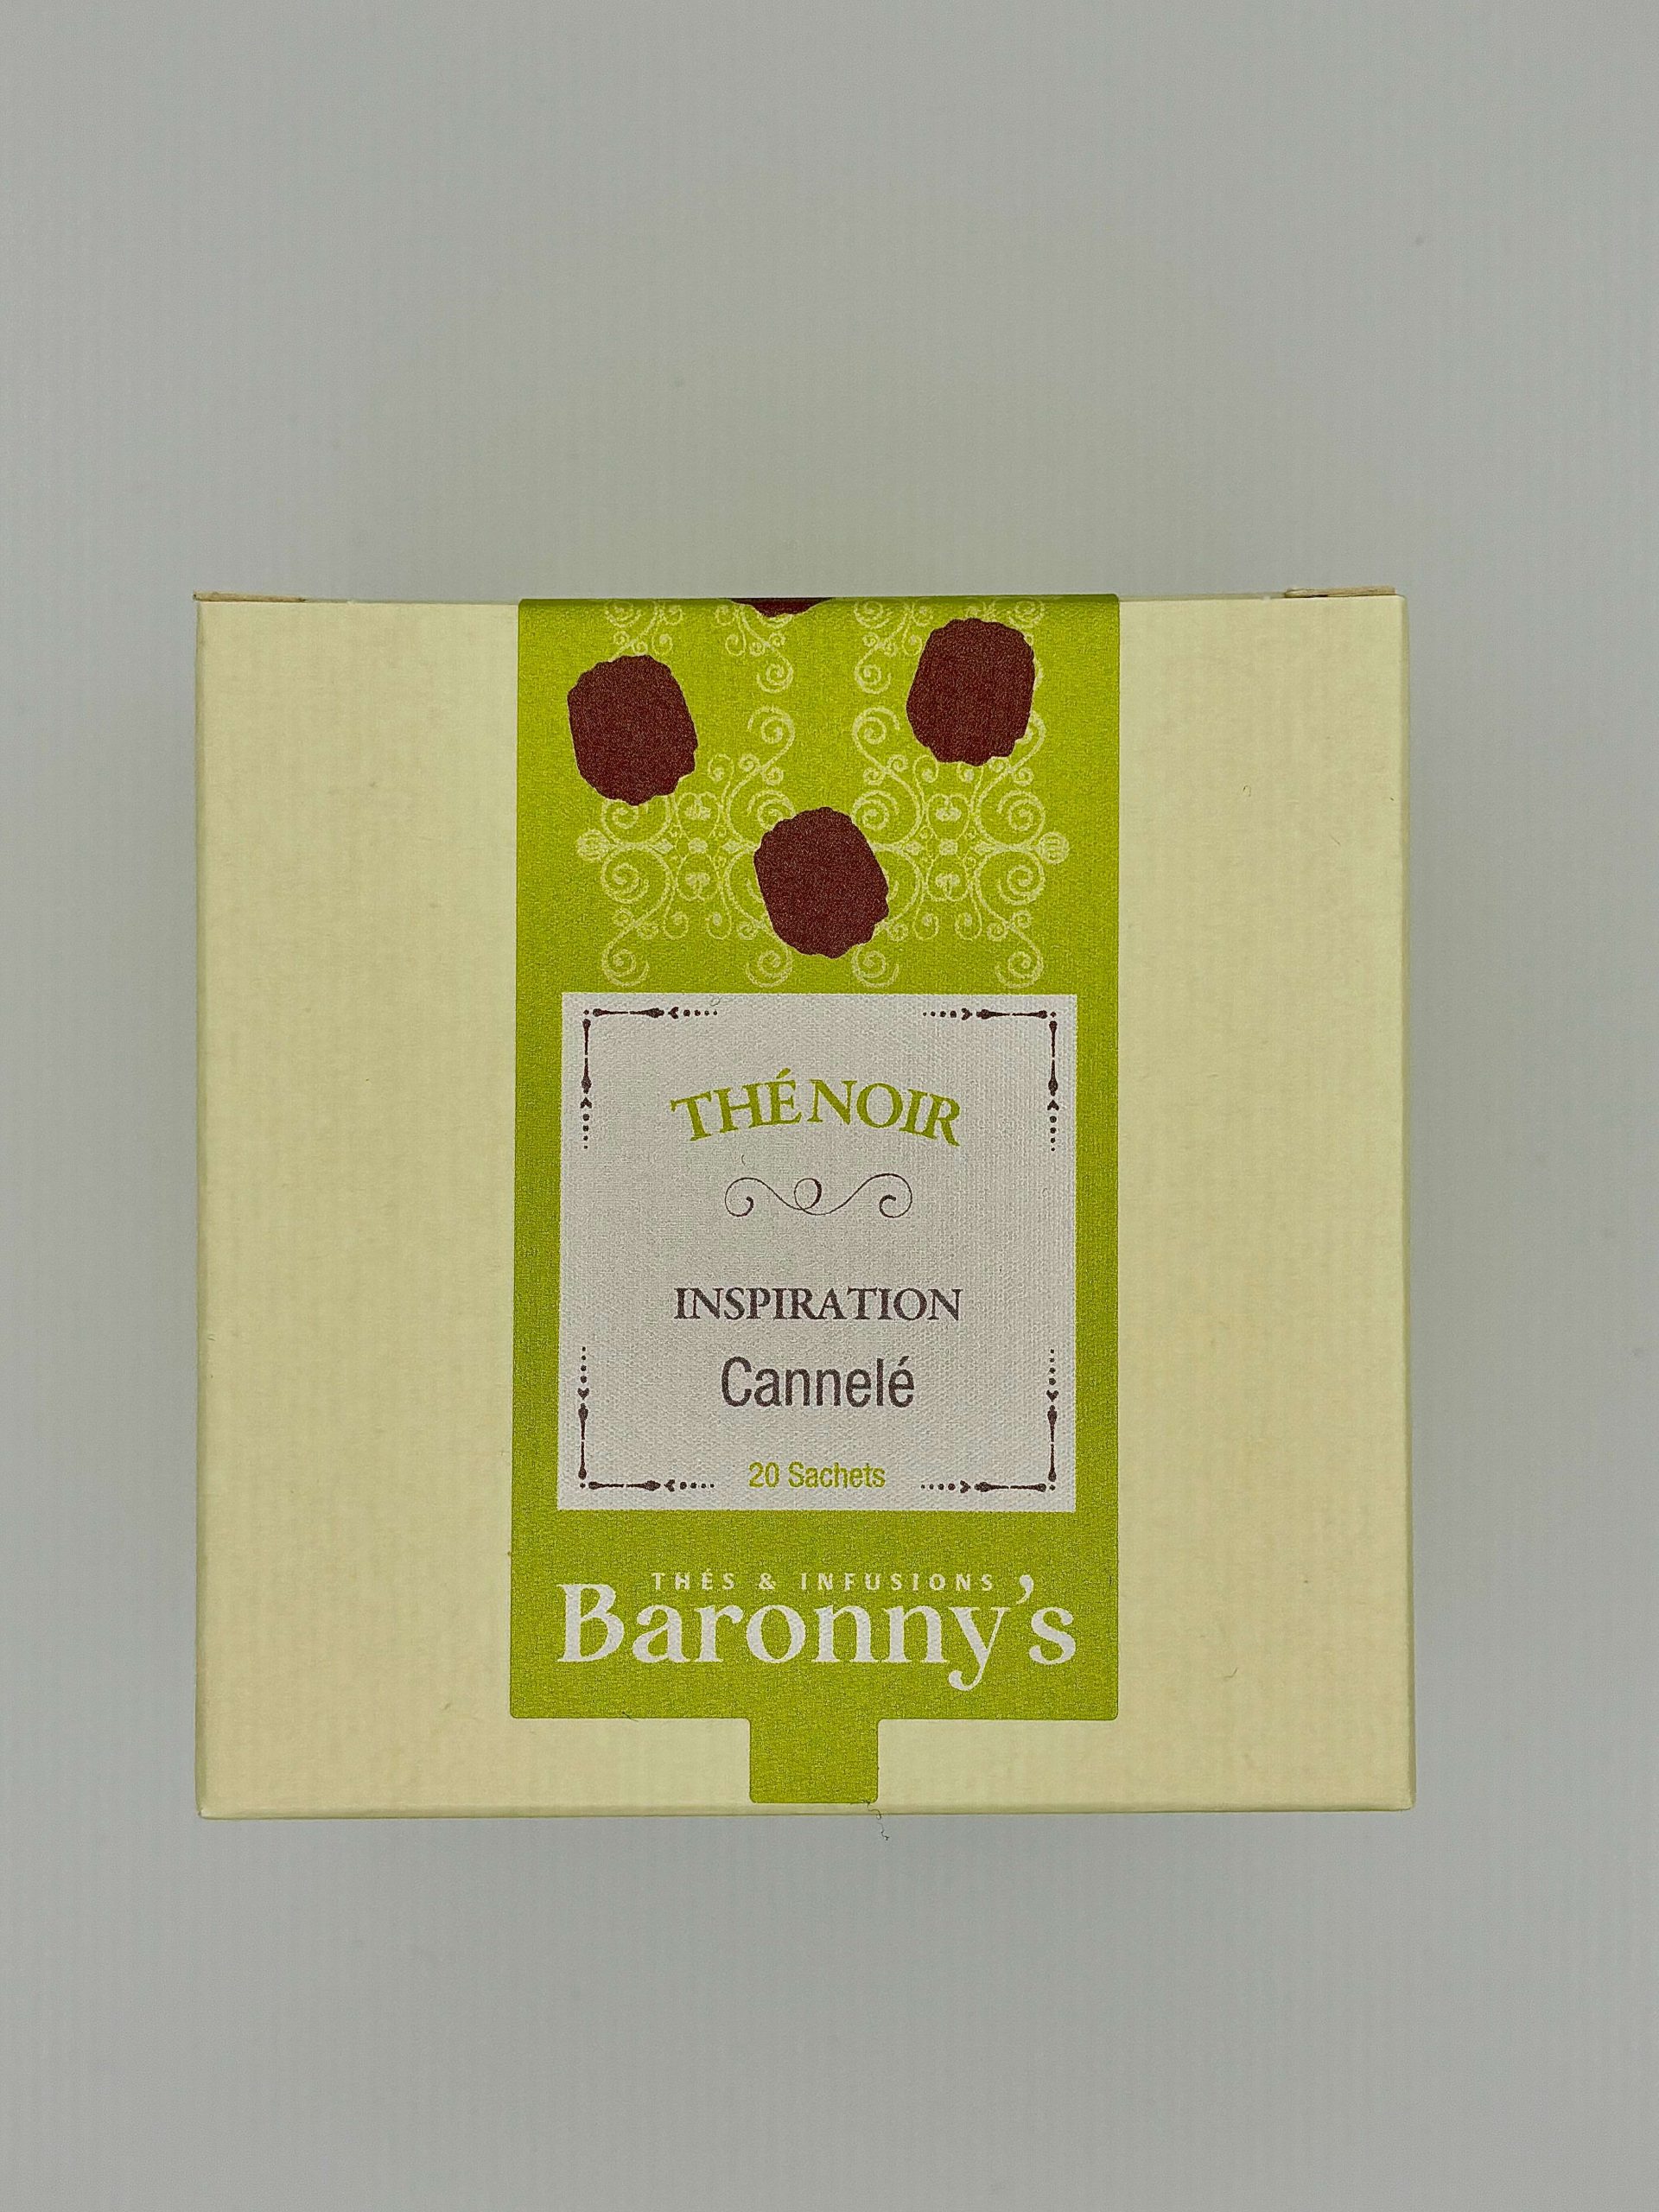 THÉ NOIR
INSPIRATION
Cannelé
20 Sachets
THÉS & INFUSIONS
Baronny's